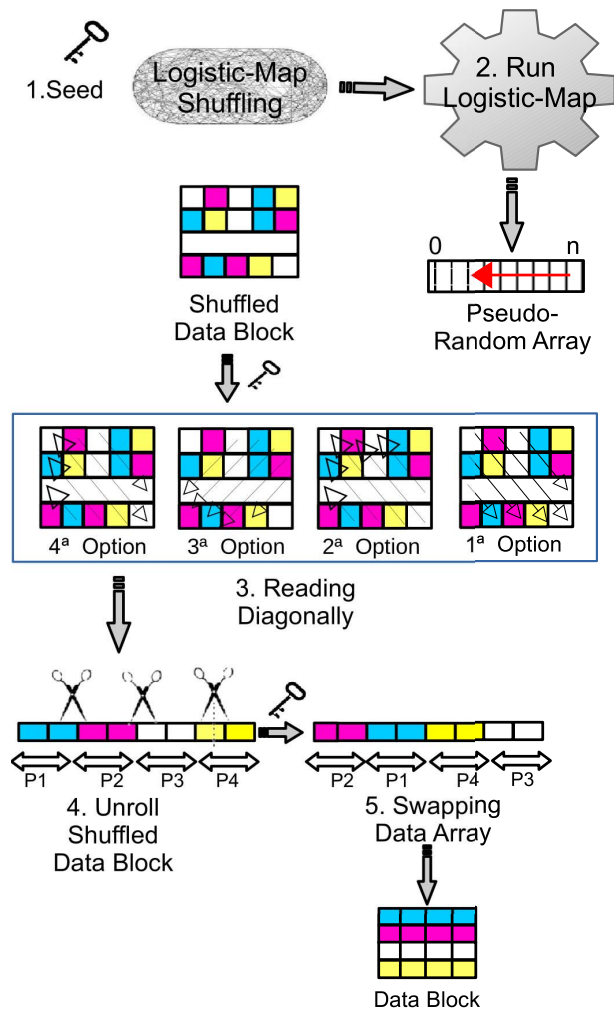 1.Seed
Logistic-Map
Shuffling
2. Run
Logistic-Map
0 n
Pseudo-
Random Array
Shuffled
Data Block
4ª Option
3ª Option
2ª Option
1ª Option
3. Reading
Diagonally
P1 P2 P3 P4
4. Unroll
Shuffled
Data Block
P2 P1 P4 P3
5. Swapping
Data Array
Data Block